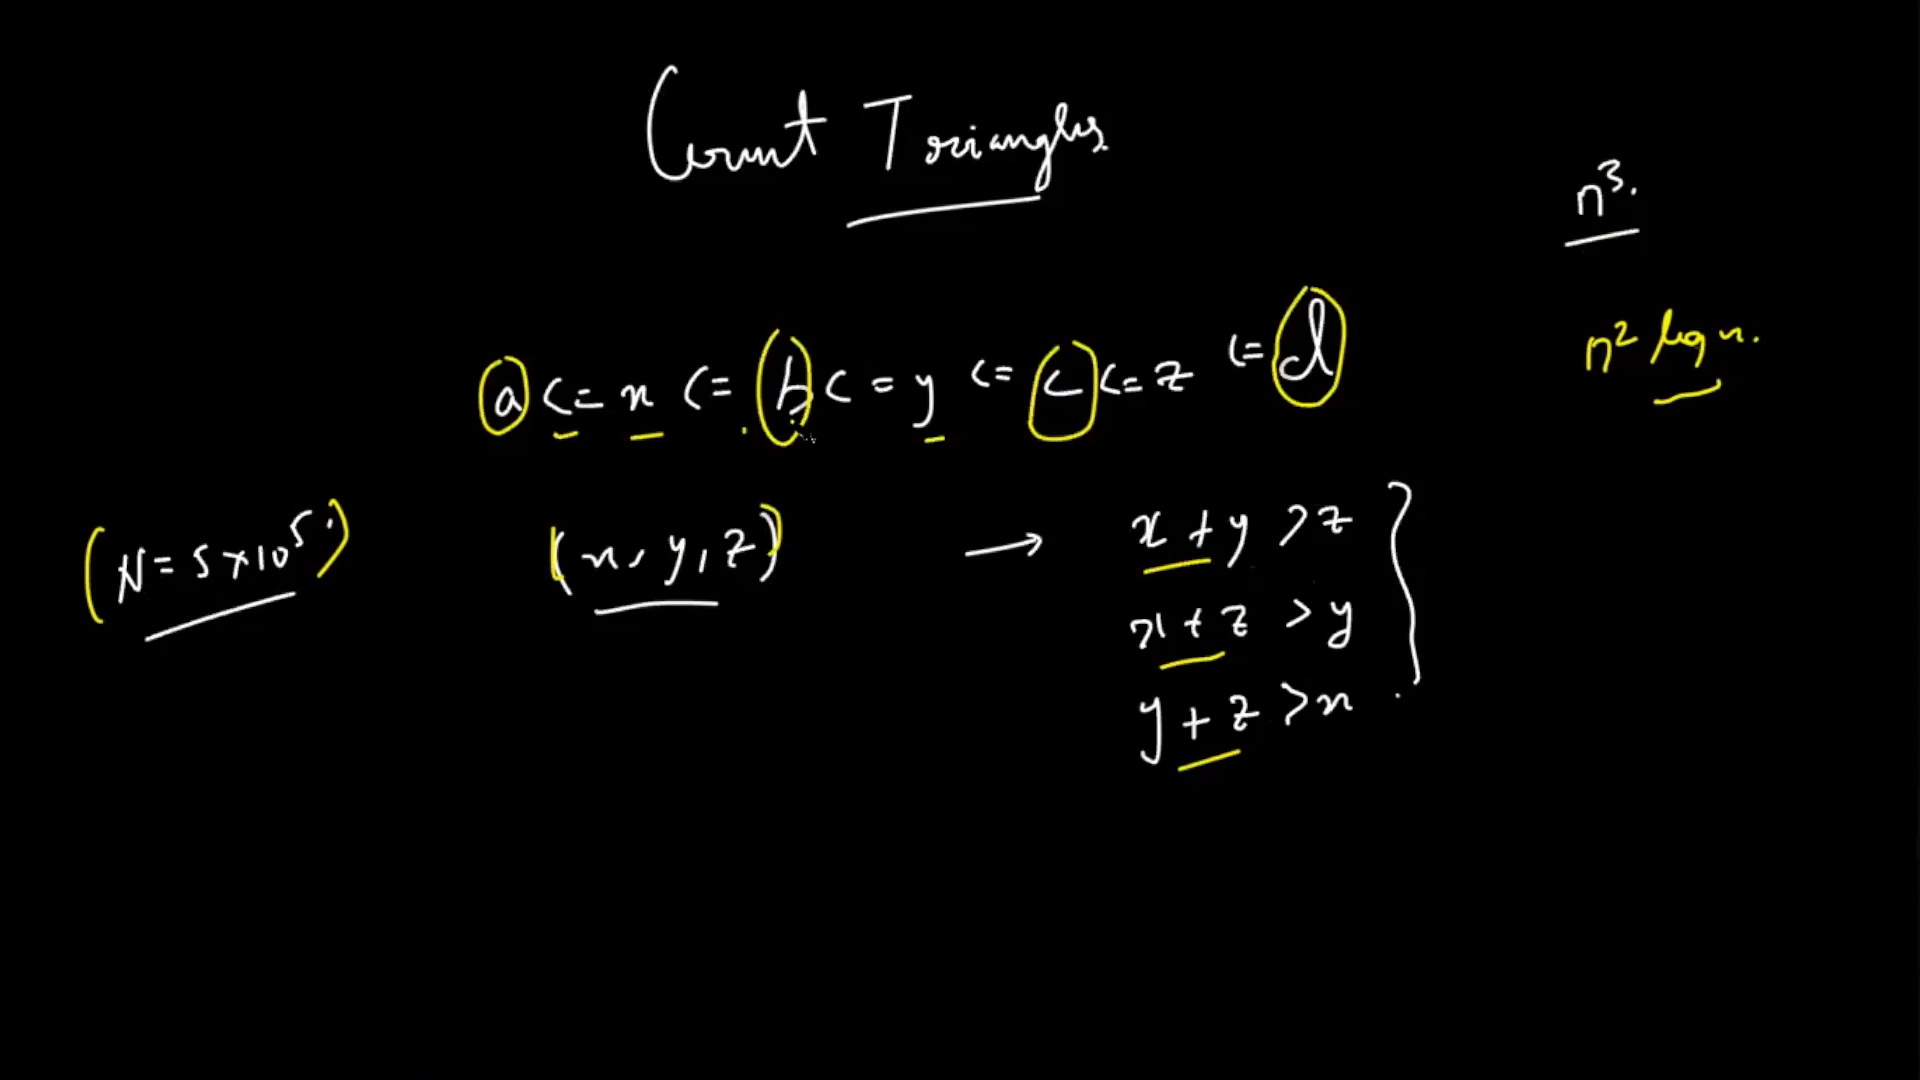 Count Triangles
n³.
n² log n.
a <= x <= b <= y <= c <= z <= d
(N = 5 × 10⁵.)
(x, y, z) → x + y > z
x + z > y
y + z > x